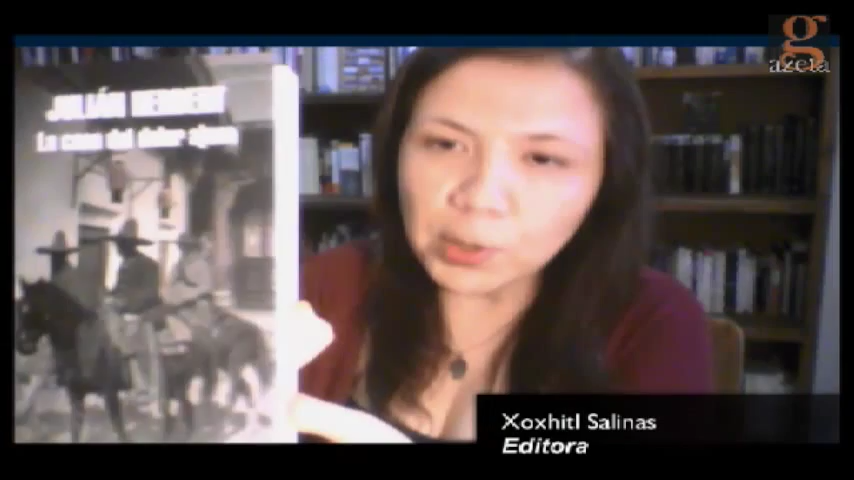 g
azeta
JULIÁN HERBERT
La casa del dolor ajeno
Xoxhitl Salinas
Editora